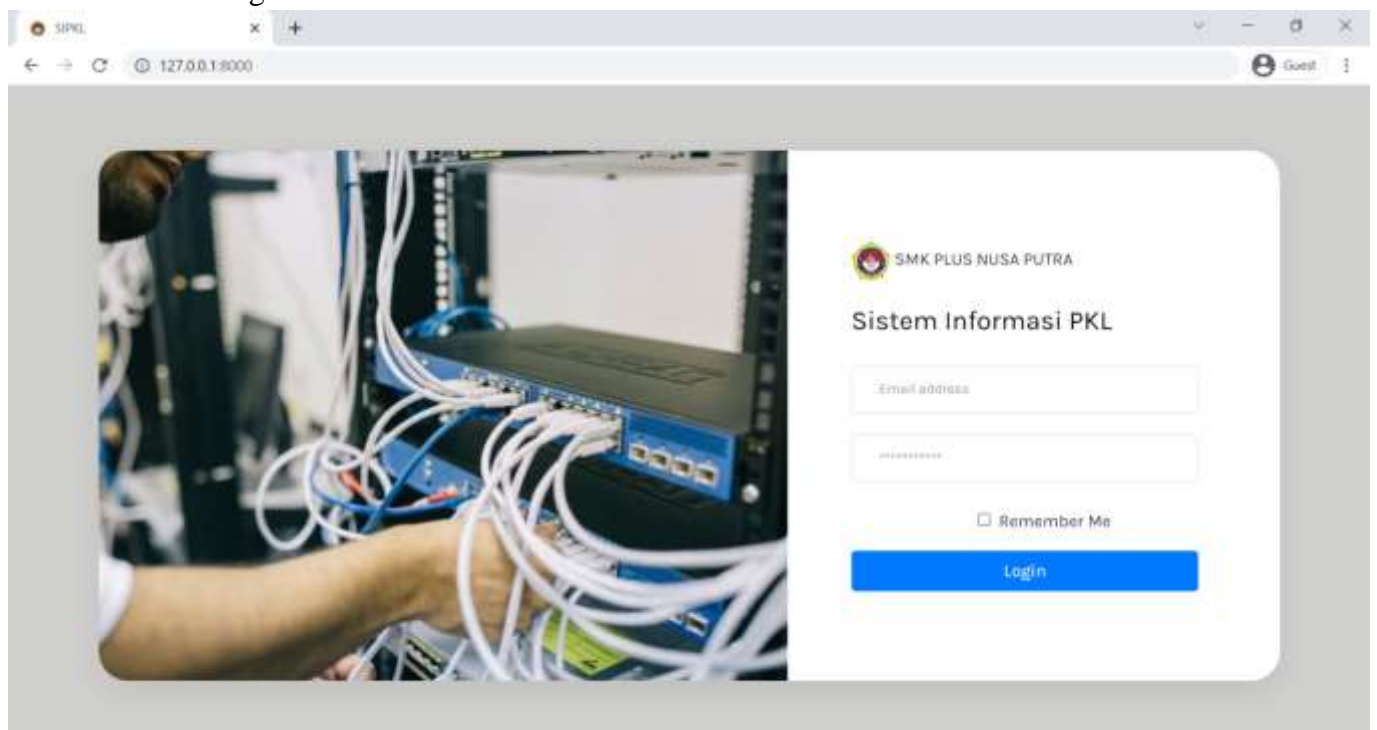 SIPKL
127.0.0.1:8000
Guest
SMK PLUS NUSA PUTRA
Sistem Informasi PKL
Email address
Remember Me
Login